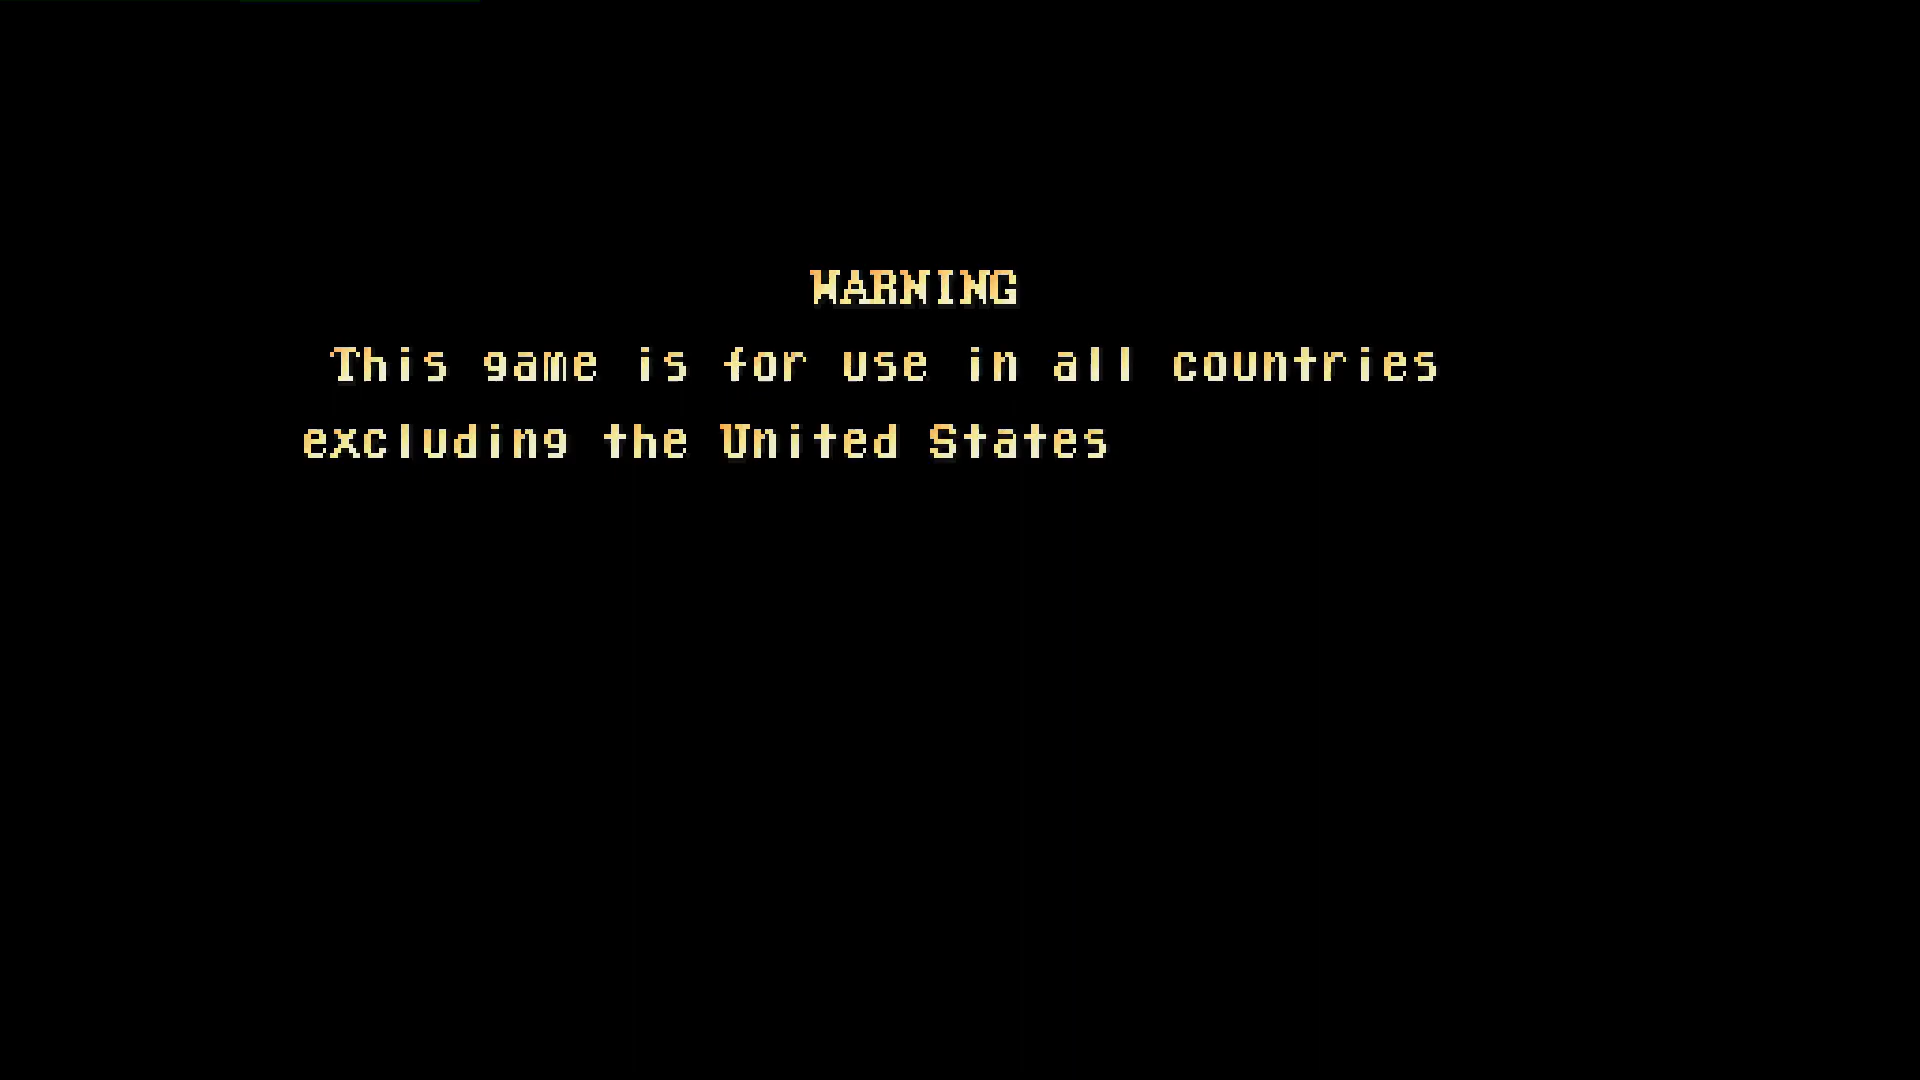 WARNING
This game is for use in all countries
excluding the United States